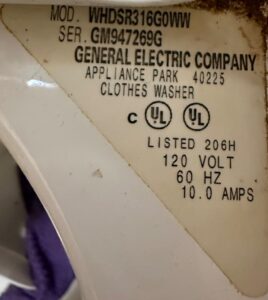 MOD. WHDSR316G0WW
SER. GM947269G
GENERAL ELECTRIC COMPANY
APPLIANCE PARK 40225
CLOTHES WASHER
C UL UL
LISTED 206H
120 VOLT
60 HZ
10.0 AMPS